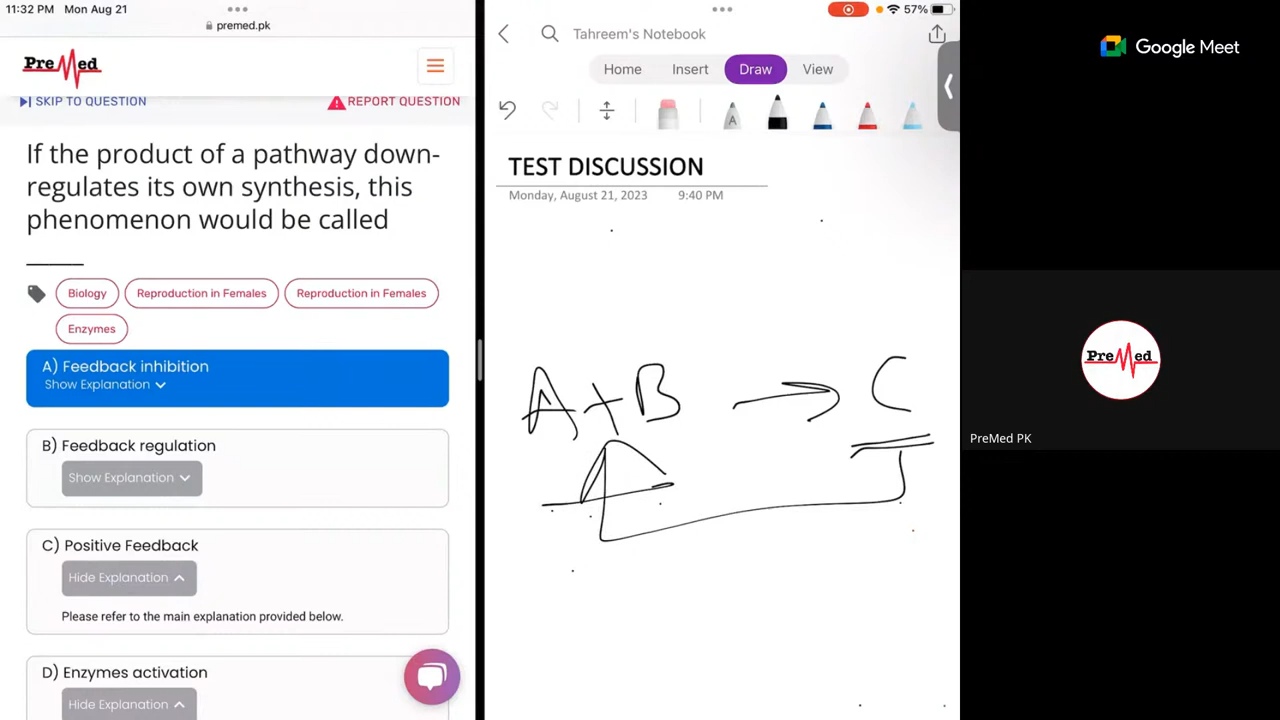 11:32 PM Mon Aug 21
premed.pk
PreMed
SKIP TO QUESTION
REPORT QUESTION
If the product of a pathway down-
regulates its own synthesis, this
phenomenon would be called
______
Biology
Reproduction in Females
Reproduction in Females
Enzymes
A) Feedback inhibition
Show Explanation
B) Feedback regulation
Show Explanation
C) Positive Feedback
Hide Explanation
Please refer to the main explanation provided below.
D) Enzymes activation
Hide Explanation
57%
Tahreem's Notebook
Home Insert Draw View
A
TEST DISCUSSION
Monday, August 21, 2023 9:40 PM
A + B → C
Google Meet
PreMed
PreMed PK